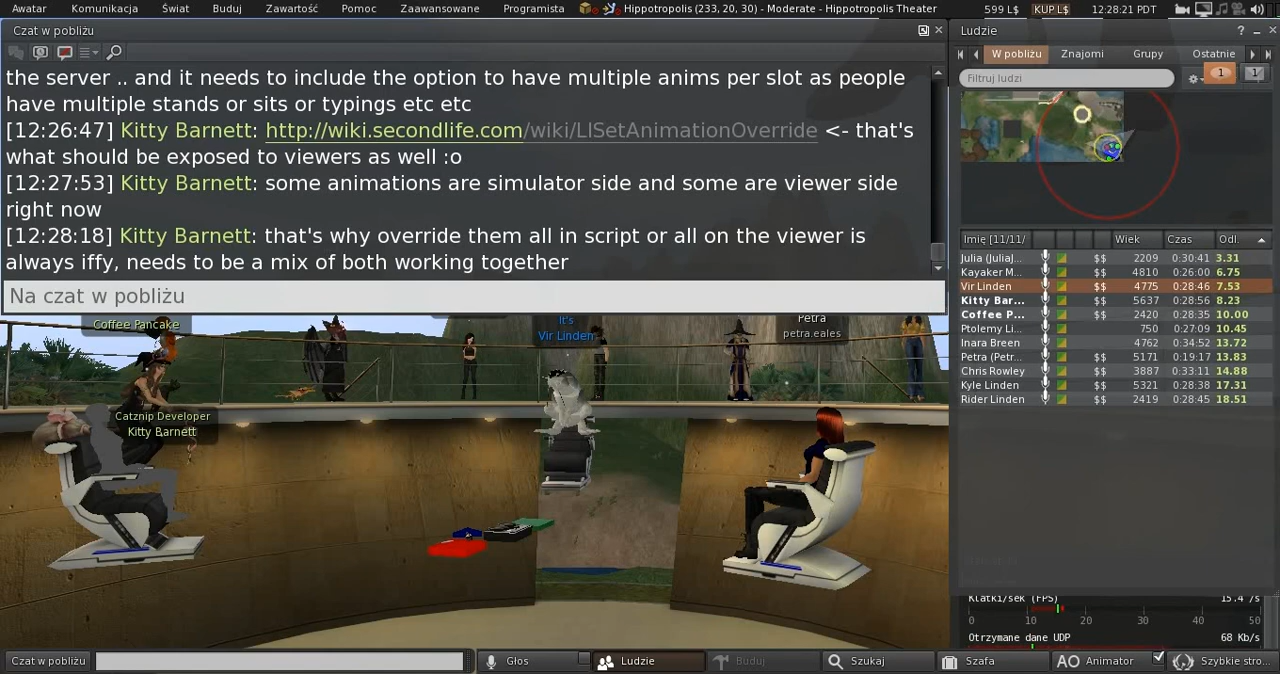 Awatar Komunikacja Świat Buduj Zawartość Pomoc Zaawansowane Programista Hippotropolis (233, 20, 30) - Moderate - Hippotropolis Theater 599 L$ KUP L$ 12:28:21 PDT
Czat w pobliżu
the server .. and it needs to include the option to have multiple anims per slot as people
have multiple stands or sits or typings etc etc
[12:26:47] Kitty Barnett: http://wiki.secondlife.com/wiki/LlSetAnimationOverride <- that's
what should be exposed to viewers as well :o
[12:27:53] Kitty Barnett: some animations are simulator side and some are viewer side
right now
[12:28:18] Kitty Barnett: that's why override them all in script or all on the viewer is
always iffy, needs to be a mix of both working together
Na czat w pobliżu
Coffee Pancake
It's
Vir Linden
Petra
petra.eales
Catznip Developer
Kitty Barnett
Ludzie
? _ ×
W pobliżu Znajomi Grupy Ostatnie
Filtruj ludzi
1 1
Imię [11/11/ Wiek Czas Odl.
Julia (JuliaJ... 2209 0:30:41 3.31
Kayaker M... $$ 4810 0:26:00 6.75
Vir Linden $$ 4775 0:28:46 7.53
Kitty Bar... $$ 5637 0:28:56 8.23
Coffee P... $$ 2420 0:28:35 10.00
Ptolemy Li... 750 0:27:09 10.45
Inara Breen 4762 0:34:52 13.72
Petra (Petr... $$ 5171 0:19:17 13.83
Chris Rowley $$ 3887 0:33:11 14.88
Kyle Linden $$ 5321 0:28:38 17.31
Rider Linden $$ 2419 0:28:45 18.51
Klatki/sek (FPS) 15.4 /s
0 10 20 30 40 50
Otrzymane dane UDP 68 Kb/s
Czat w pobliżu Głos Ludzie Buduj Szukaj Szafa AO Animator Szybkie stro...